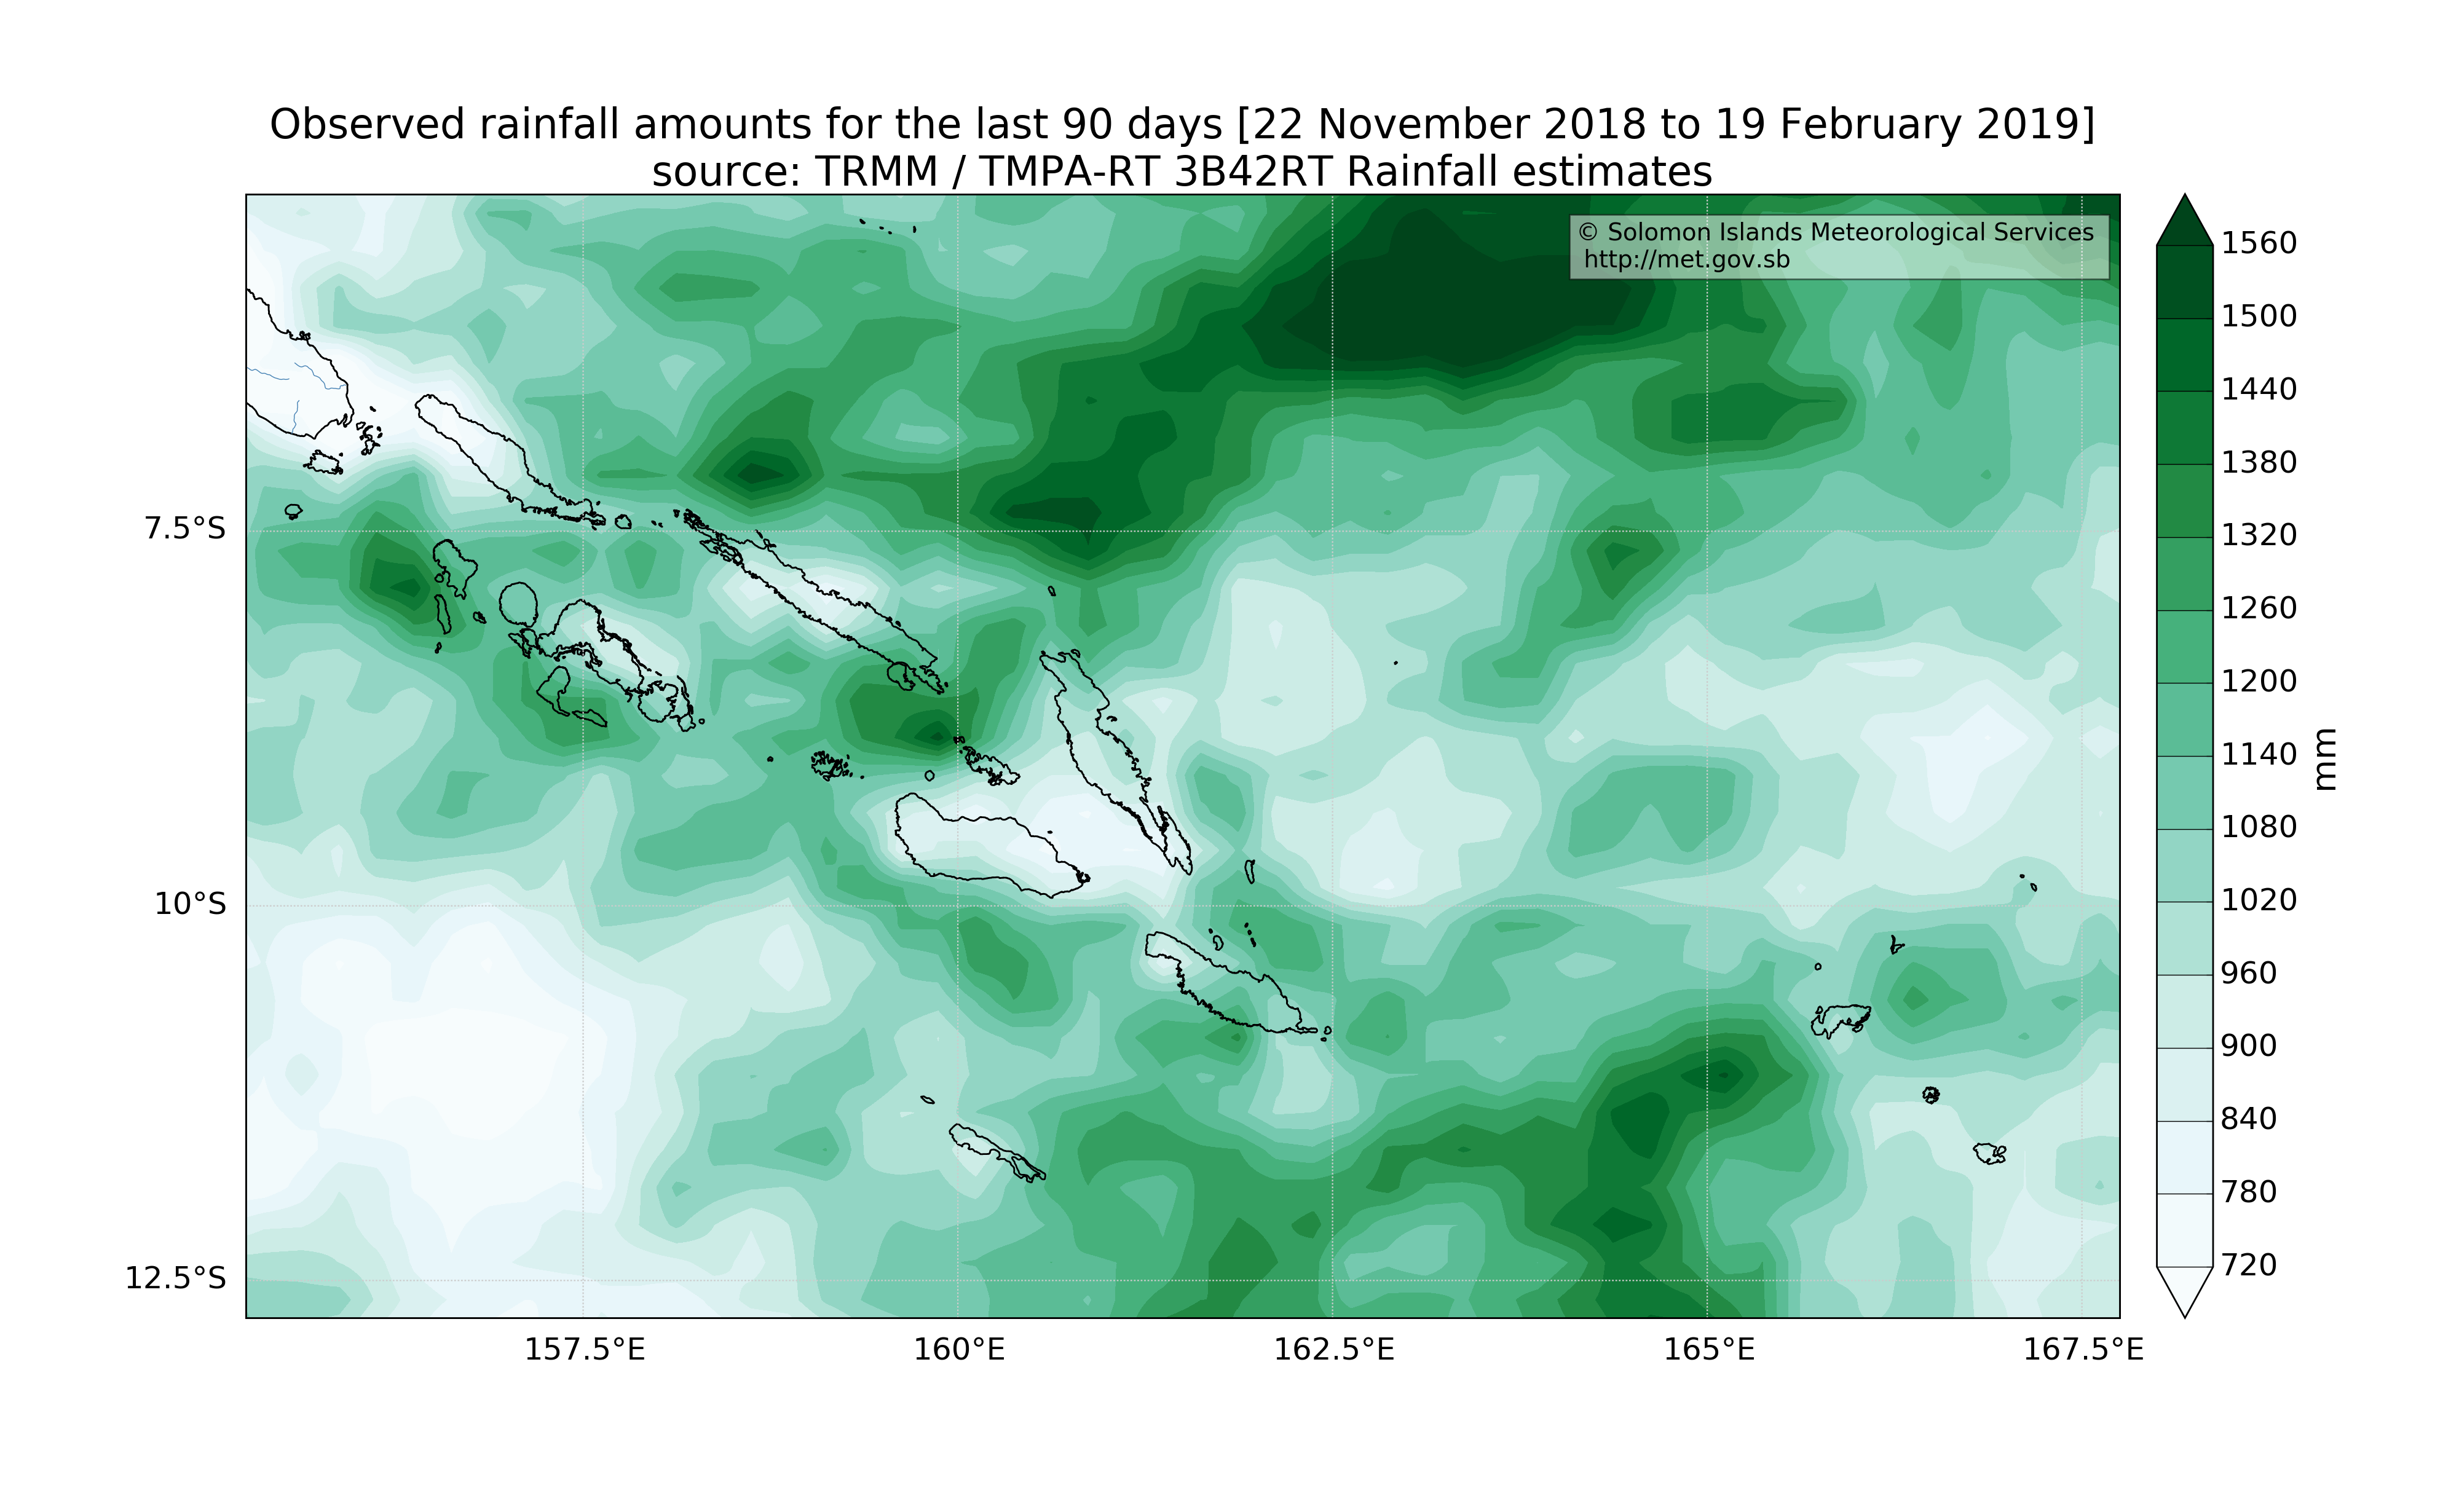 Observed rainfall amounts for the last 90 days [22 November 2018 to 19 February 2019]
source: TRMM / TMPA-RT 3B42RT Rainfall estimates
© Solomon Islands Meteorological Services
http://met.gov.sb
7.5°S
10°S
12.5°S
157.5°E
160°E
162.5°E
165°E
167.5°E
1560
1500
1440
1380
1320
1260
1200
1140
1080
1020
960
900
840
780
720
mm